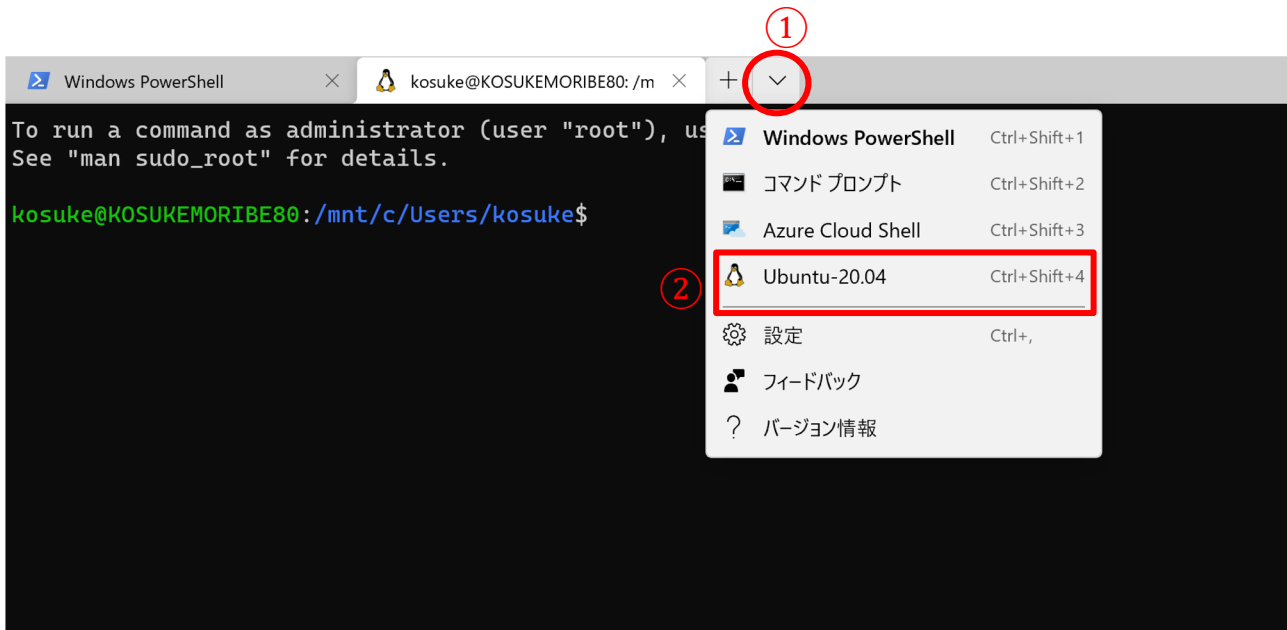 ①
Windows PowerShell
kosuke@KOSUKEMORIBE80: /m
To run a command as administrator (user "root"), us
See "man sudo_root" for details.
kosuke@KOSUKEMORIBE80:/mnt/c/Users/kosuke$
Windows PowerShell Ctrl+Shift+1
コマンド プロンプト Ctrl+Shift+2
Azure Cloud Shell Ctrl+Shift+3
② Ubuntu-20.04 Ctrl+Shift+4
設定 Ctrl+,
フィードバック
? バージョン情報